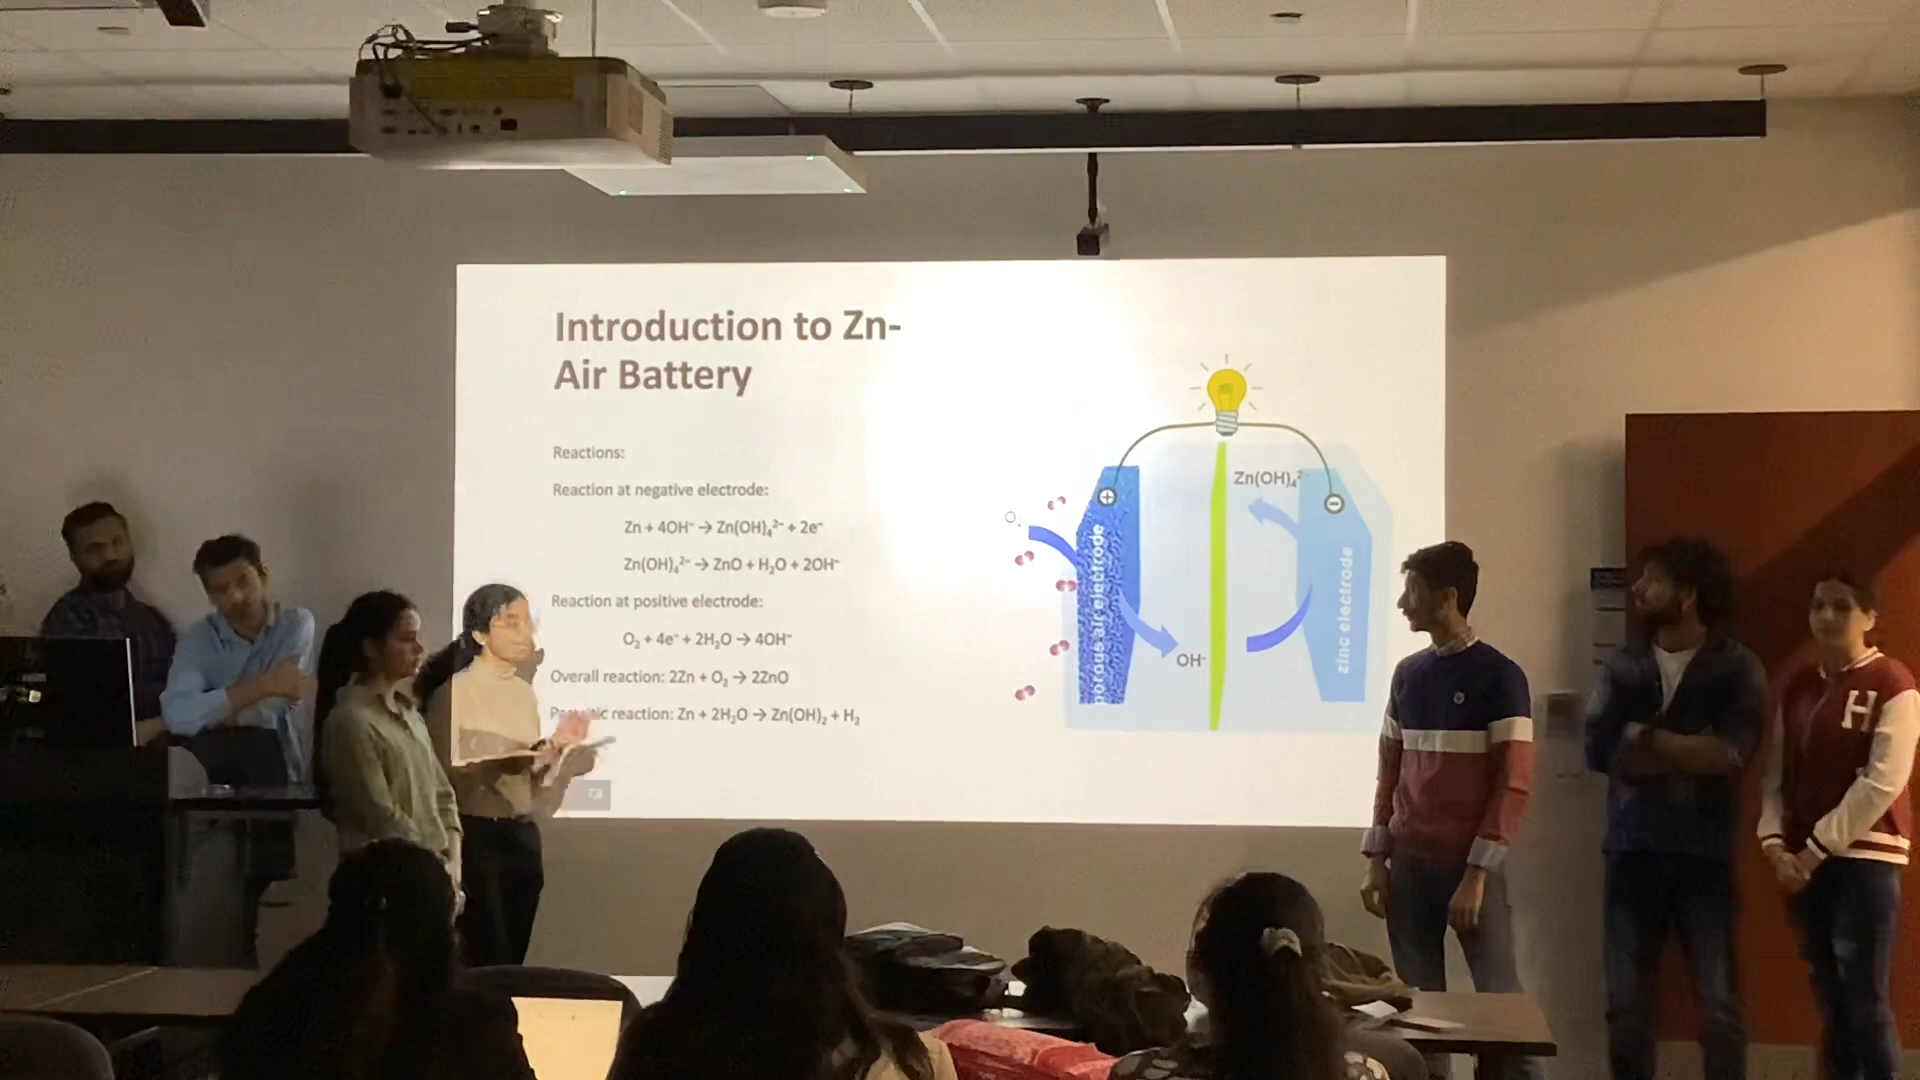 Introduction to Zn-
Air Battery
Reactions:
Reaction at negative electrode:
Zn + 4OH⁻ → Zn(OH)₄²⁻ + 2e⁻
Zn(OH)₄²⁻ → ZnO + H₂O + 2OH⁻
Reaction at positive electrode:
O₂ + 4e⁻ + 2H₂O → 4OH⁻
Overall reaction: 2Zn + O₂ → 2ZnO
reaction: Zn + 2H₂O → Zn(OH)₂ + H₂
O₂
+
porous air electrode
OH⁻
Zn(OH)₄²⁻
−
zinc electrode
H